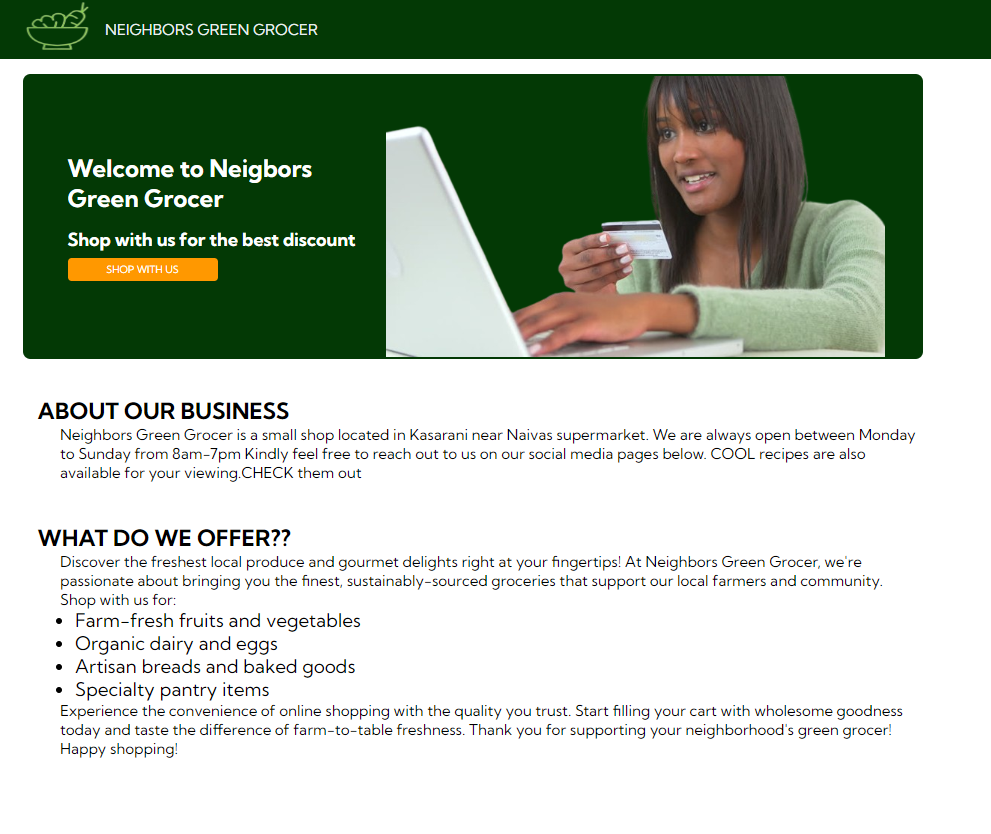 NEIGHBORS GREEN GROCER
Welcome to Neigbors
Green Grocer
Shop with us for the best discount
SHOP WITH US
ABOUT OUR BUSINESS
Neighbors Green Grocer is a small shop located in Kasarani near Naivas supermarket. We are always open between Monday
to Sunday from 8am-7pm Kindly feel free to reach out to us on our social media pages below. COOL recipes are also
available for your viewing.CHECK them out
WHAT DO WE OFFER??
Discover the freshest local produce and gourmet delights right at your fingertips! At Neighbors Green Grocer, we're
passionate about bringing you the finest, sustainably-sourced groceries that support our local farmers and community.
Shop with us for:
• Farm-fresh fruits and vegetables
• Organic dairy and eggs
• Artisan breads and baked goods
• Specialty pantry items
Experience the convenience of online shopping with the quality you trust. Start filling your cart with wholesome goodness
today and taste the difference of farm-to-table freshness. Thank you for supporting your neighborhood's green grocer!
Happy shopping!